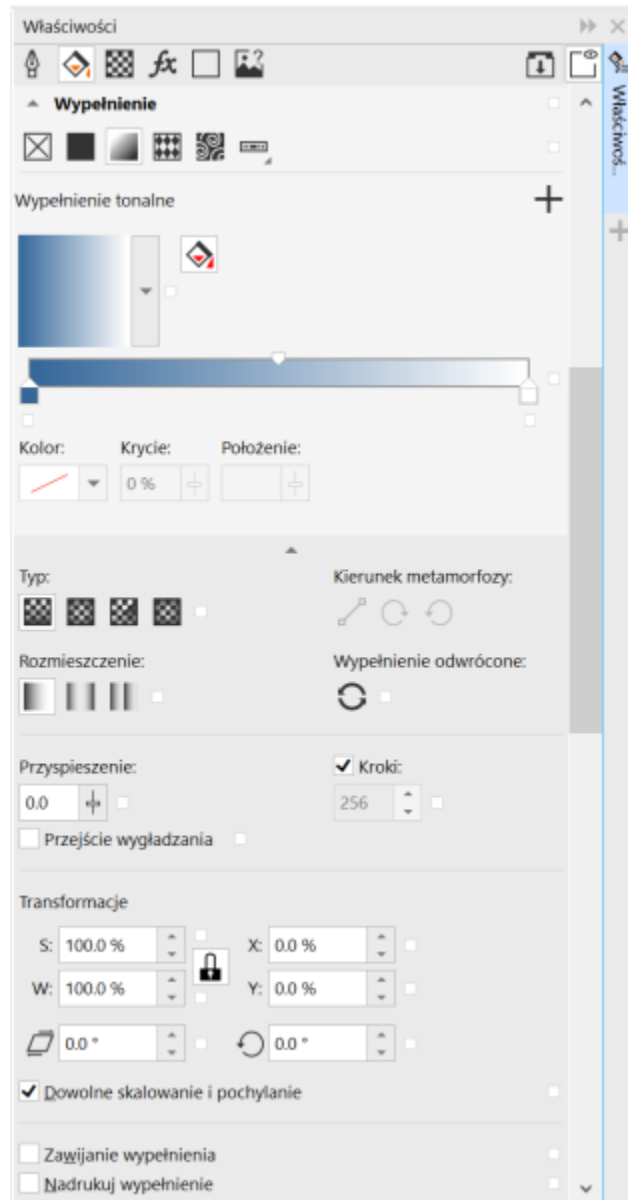 Właściwości
Właściwoś...
Wypełnienie
Wypełnienie tonalne
Kolor: Krycie: Położenie:
0 %
Typ: Kierunek metamorfozy:
Rozmieszczenie: Wypełnienie odwrócone:
Przyspieszenie: Kroki:
0.0 256
Przejście wygładzania
Transformacje
S: 100.0 % X: 0.0 %
W: 100.0 % Y: 0.0 %
0.0 ° 0.0 °
Dowolne skalowanie i pochylanie
Zawijanie wypełnienia
Nadrukuj wypełnienie